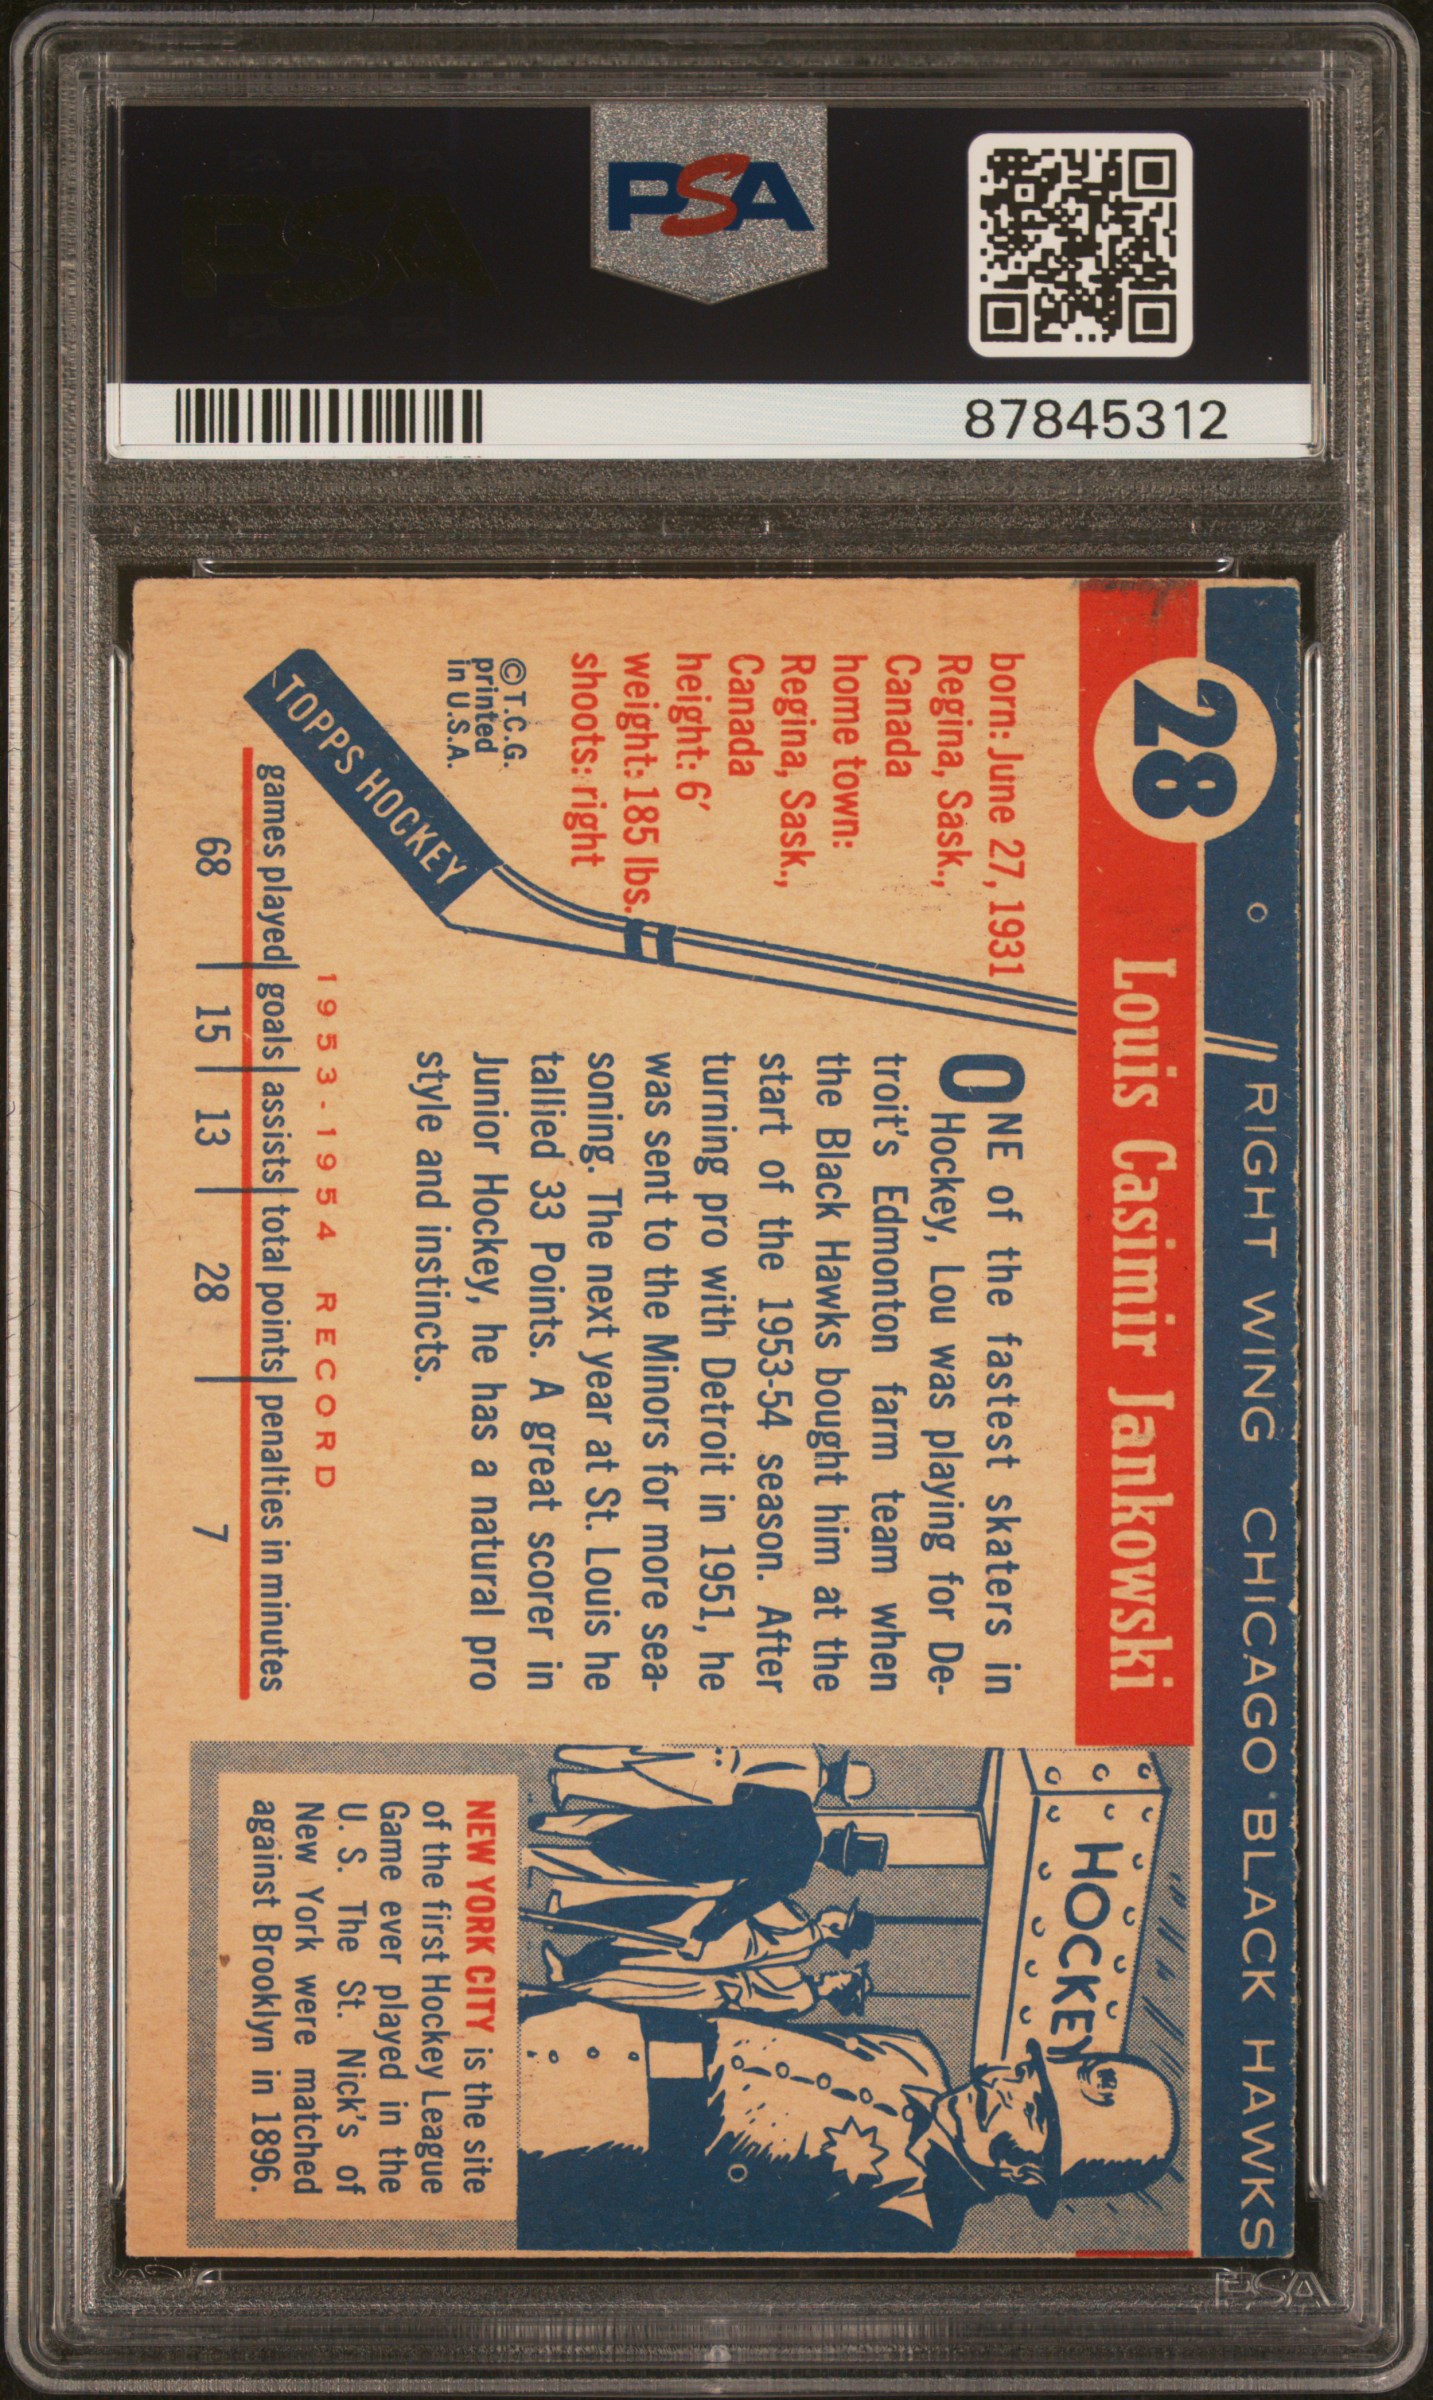 PSA
87845312
28
RIGHT WING CHICAGO BLACK HAWKS
Louis Casimir Jankowski
born: June 27, 1931
Regina, Sask.,
Canada
home town:
Regina, Sask.,
Canada
height: 6'
weight: 185 lbs.
shoots: right
©T.C.G.
printed
in U.S.A.
TOPPS HOCKEY
ONE of the fastest skaters in
Hockey, Lou was playing for De-
troit's Edmonton farm team when
the Black Hawks bought him at the
start of the 1953-54 season. After
turning pro with Detroit in 1951, he
was sent to the Minors for more sea-
soning. The next year at St. Louis he
tallied 33 Points. A great scorer in
Junior Hockey, he has a natural pro
style and instincts.
1953-1954 RECORD
games played goals assists total points penalties in minutes
68 15 13 28 7
HOCKEY
NEW YORK CITY is the site
of the first Hockey League
Game ever played in the
U. S. The St. Nick's of
New York were matched
against Brooklyn in 1896.
PSA